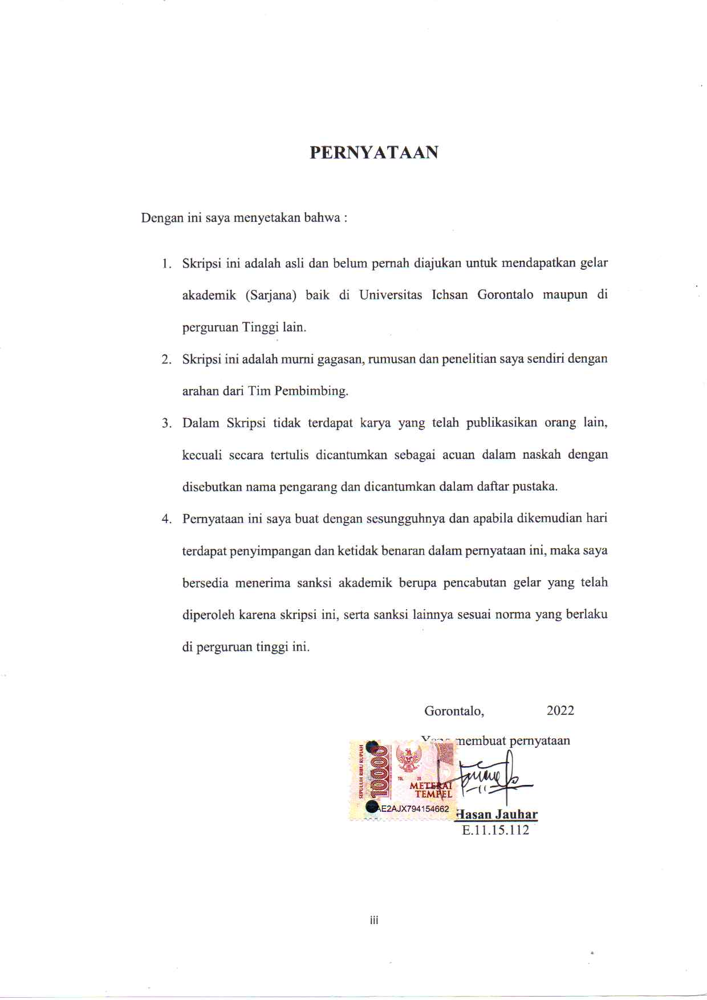 PERNYATAAN
Dengan ini saya menyetakan bahwa :
1. Skripsi ini adalah asli dan belum pernah diajukan untuk mendapatkan gelar
akademik (Sarjana) baik di Universitas Ichsan Gorontalo maupun di
perguruan Tinggi lain.
2. Skripsi ini adalah murni gagasan, rumusan dan penelitian saya sendiri dengan
arahan dari Tim Pembimbing.
3. Dalam Skripsi tidak terdapat karya yang telah publikasikan orang lain,
kecuali secara tertulis dicantumkan sebagai acuan dalam naskah dengan
disebutkan nama pengarang dan dicantumkan dalam daftar pustaka.
4. Pernyataan ini saya buat dengan sesungguhnya dan apabila dikemudian hari
terdapat penyimpangan dan ketidak benaran dalam pernyataan ini, maka saya
bersedia menerima sanksi akademik berupa pencabutan gelar yang telah
diperoleh karena skripsi ini, serta sanksi lainnya sesuai norma yang berlaku
di perguruan tinggi ini.
Gorontalo, 2022
Yang membuat pernyataan
SEPULUH RIBU RUPIAH
10000
TGL 20
METERAI
TEMPEL
E2AJX794154662
Hasan Jauhar
E.11.15.112
iii